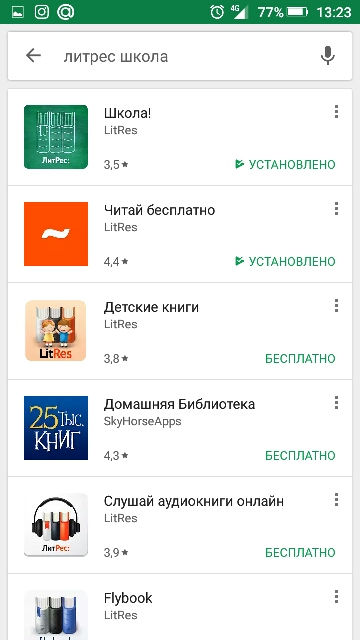 4G 77% 13:23
литрес школа
ЛитРес:
Школа!
LitRes
3,5
УСТАНОВЛЕНО
Читай бесплатно
LitRes
4,4
УСТАНОВЛЕНО
LitRes
Детские книги
LitRes
3,8
БЕСПЛАТНО
25 ТЫС.
КНИГ
Домашняя Библиотека
SkyHorseApps
4,3
БЕСПЛАТНО
ЛитРес:
Слушай аудиокниги онлайн
LitRes
3,9
БЕСПЛАТНО
Flybook
LitRes